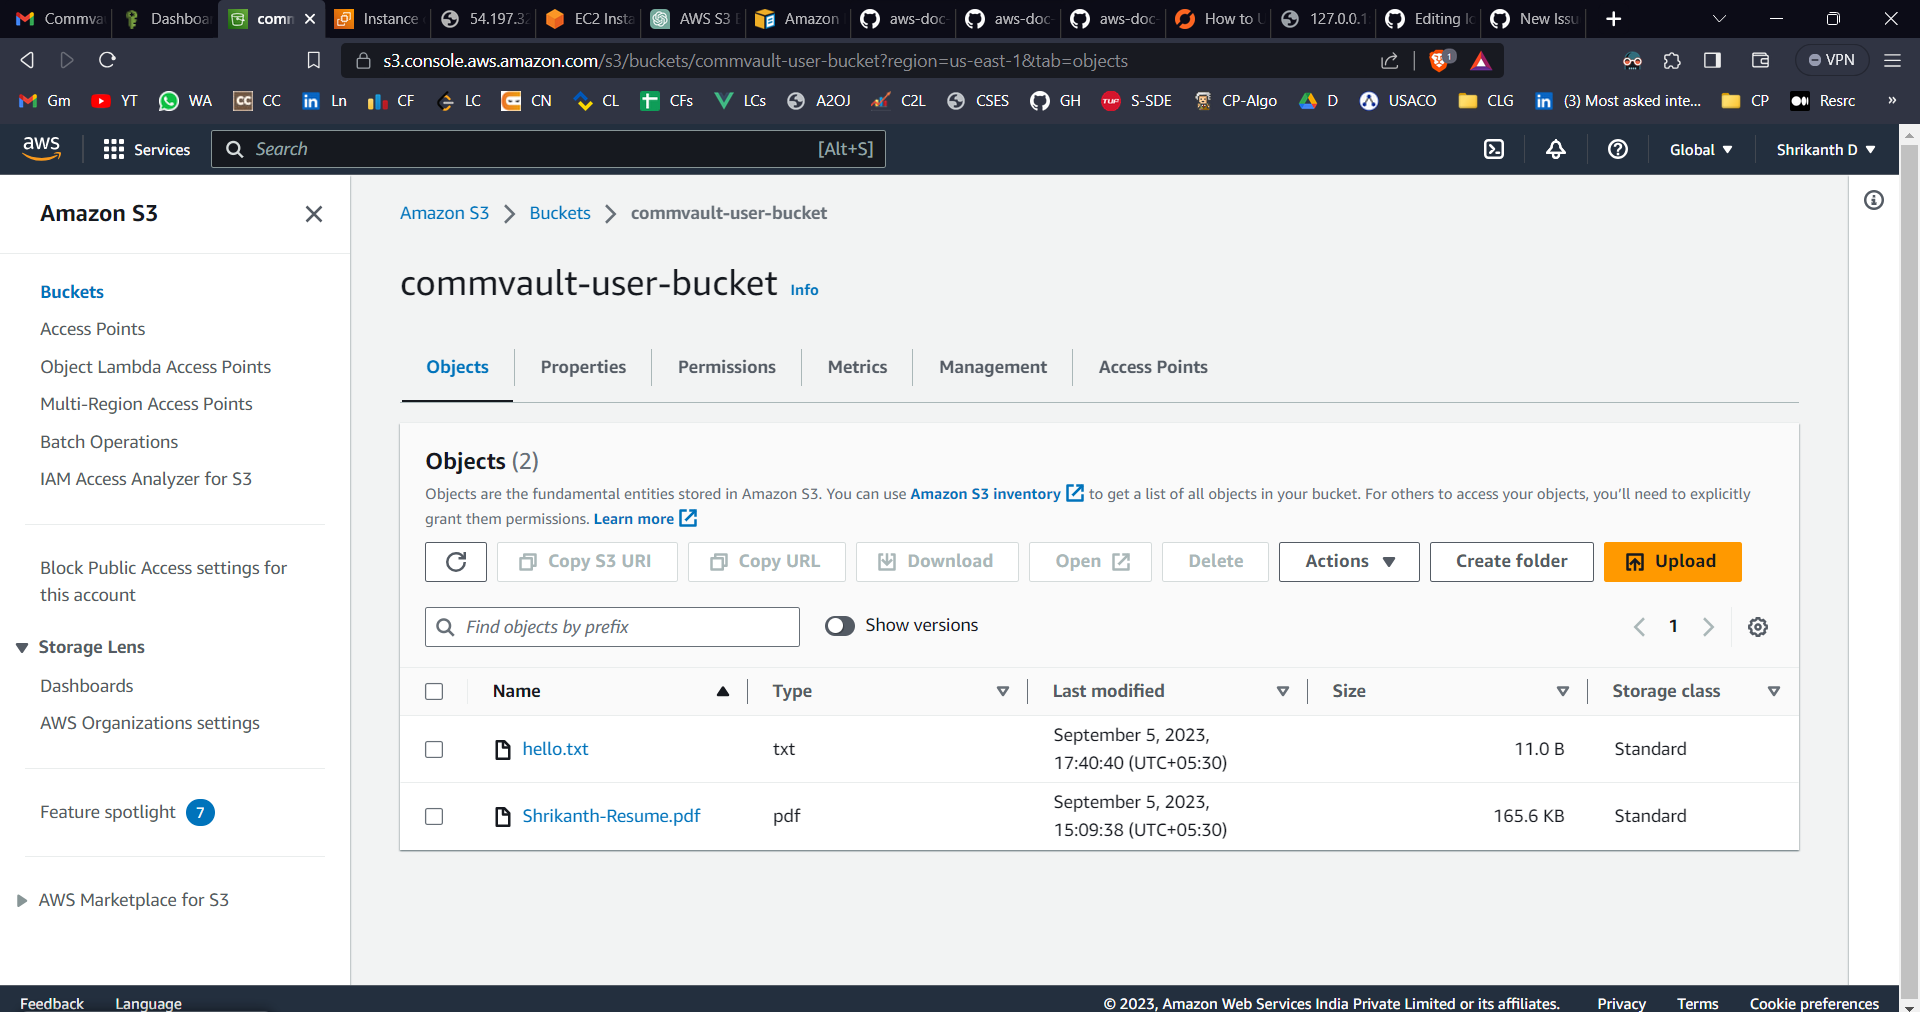 Commva
Dashboa
comm
Instance
54.197.32
EC2 Insta
AWS S3 E
Amazon
aws-doc-
aws-doc-
aws-doc-
How to U
127.0.0.1
Editing Ic
New Issu
s3.console.aws.amazon.com/s3/buckets/commvault-user-bucket?region=us-east-1&tab=objects
1
VPN
Gm YT WA CC Ln CF LC CN CL CFs LCs A2OJ C2L CSES GH S-SDE CP-Algo D USACO CLG (3) Most asked inte... CP Resrc »
aws Services Search [Alt+S] Global Shrikanth D
Amazon S3
Buckets
Access Points
Object Lambda Access Points
Multi-Region Access Points
Batch Operations
IAM Access Analyzer for S3
Block Public Access settings for
this account
Storage Lens
Dashboards
AWS Organizations settings
Feature spotlight 7
AWS Marketplace for S3
Amazon S3 > Buckets > commvault-user-bucket
commvault-user-bucket Info
Objects Properties Permissions Metrics Management Access Points
Objects (2)
Objects are the fundamental entities stored in Amazon S3. You can use Amazon S3 inventory to get a list of all objects in your bucket. For others to access your objects, you'll need to explicitly
grant them permissions. Learn more
Copy S3 URI Copy URL Download Open Delete Actions Create folder Upload
Find objects by prefix Show versions 1
Name Type Last modified Size Storage class
hello.txt txt September 5, 2023,
17:40:40 (UTC+05:30) 11.0 B Standard
Shrikanth-Resume.pdf pdf September 5, 2023,
15:09:38 (UTC+05:30) 165.6 KB Standard
Feedback Language © 2023, Amazon Web Services India Private Limited or its affiliates. Privacy Terms Cookie preferences